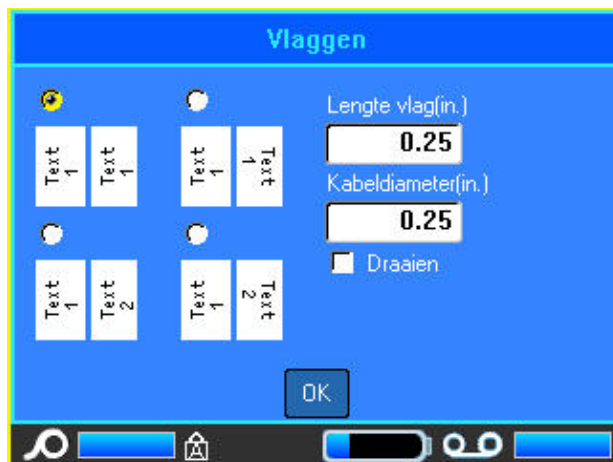 Vlaggen
Text 1
Text 1
Text 1
Text 1
Text 1
Text 2
Text 1
Text 2
Lengte vlag(in.)
0.25
Kabeldiameter(in.)
0.25
Draaien
OK
A